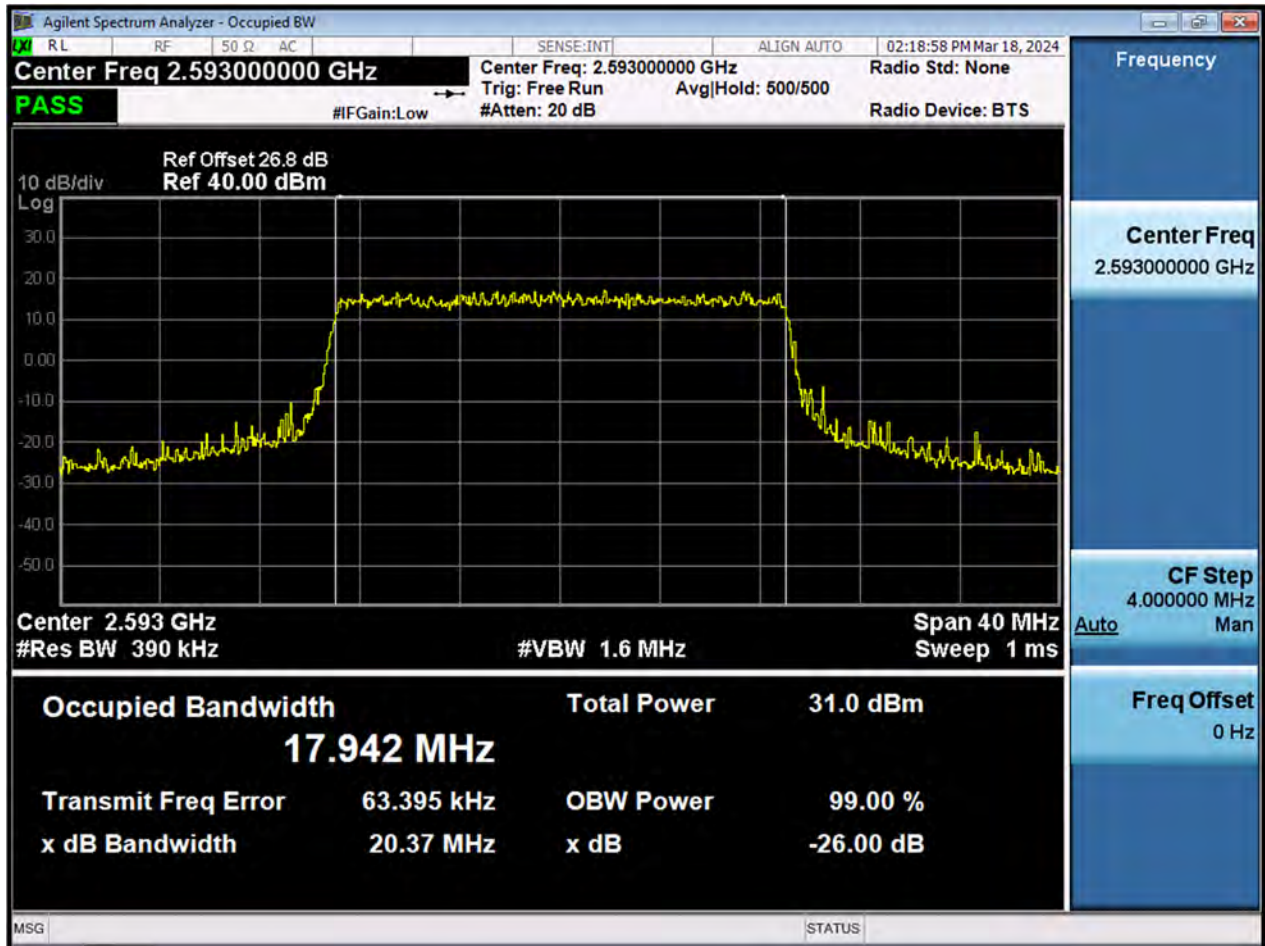 Agilent Spectrum Analyzer - Occupied BW
LXI RL RF 50 Ω AC SENSE:INT ALIGN AUTO 02:18:58 PM Mar 18, 2024
Center Freq 2.593000000 GHz
Center Freq: 2.593000000 GHz
Radio Std: None
Trig: Free Run
Avg|Hold: 500/500
PASS
#IFGain:Low
#Atten: 20 dB
Radio Device: BTS
Ref Offset 26.8 dB
10 dB/div Ref 40.00 dBm
Log
30.0
20.0
10.0
0.00
-10.0
-20.0
-30.0
-40.0
-50.0
Center 2.593 GHz Span 40 MHz
#Res BW 390 kHz #VBW 1.6 MHz Sweep 1 ms
Occupied Bandwidth Total Power 31.0 dBm
17.942 MHz
Transmit Freq Error 63.395 kHz OBW Power 99.00 %
x dB Bandwidth 20.37 MHz x dB -26.00 dB
MSG STATUS
Frequency
Center Freq
2.593000000 GHz
CF Step
4.000000 MHz
Auto Man
Freq Offset
0 Hz